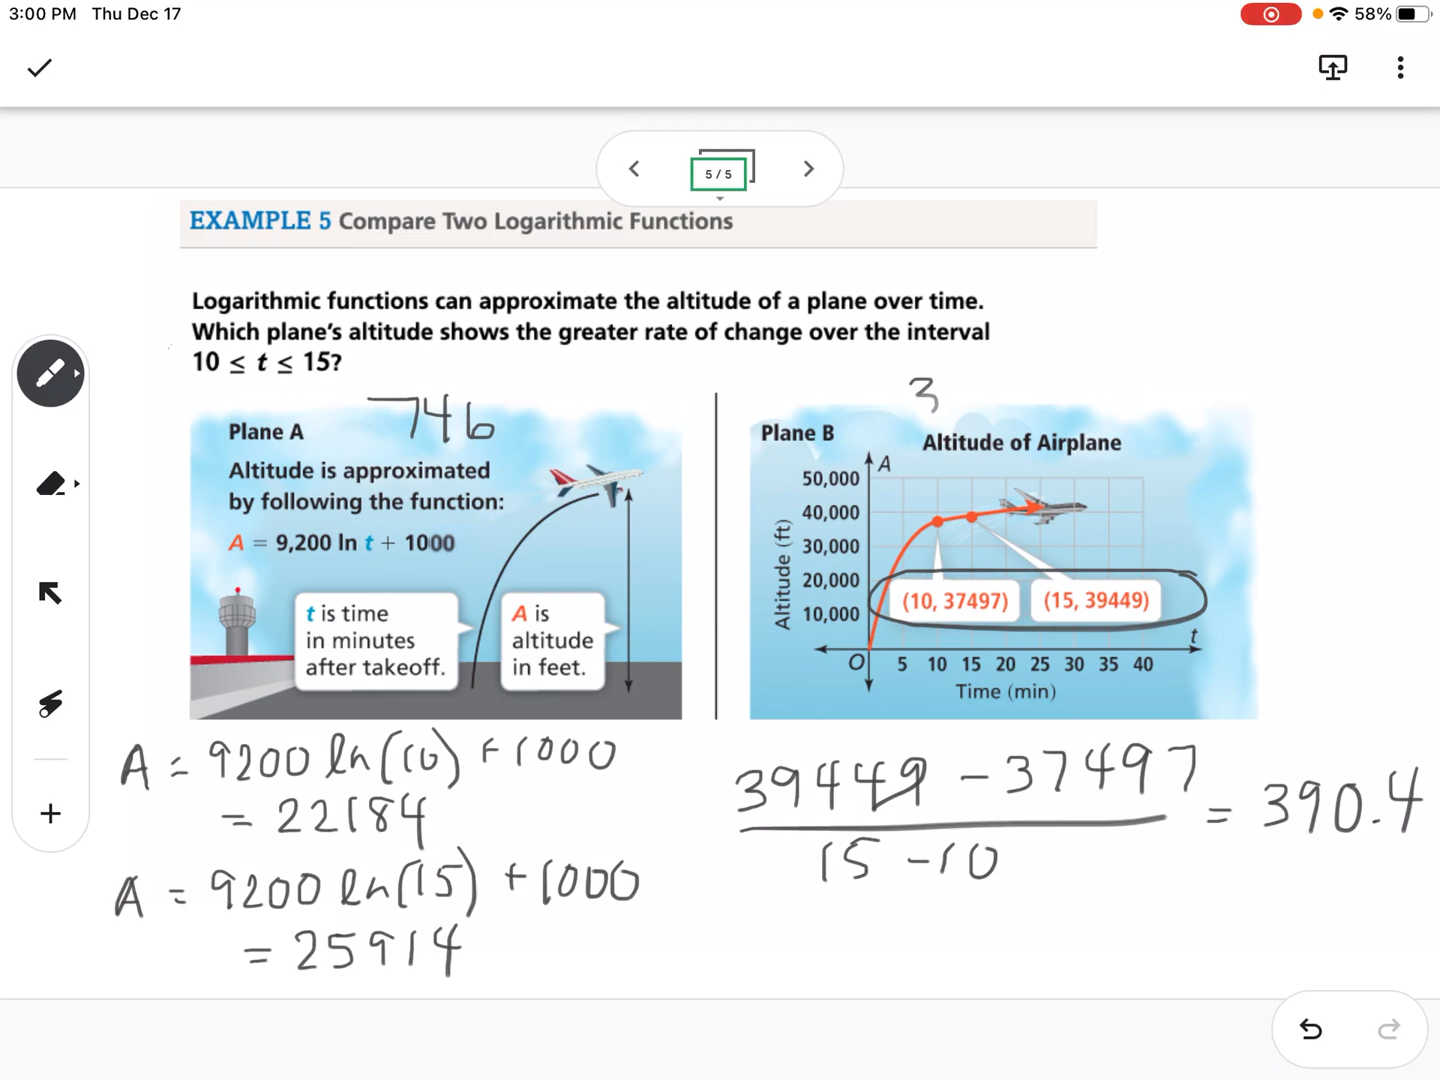 3:00 PM Thu Dec 17
58%
5 / 5
EXAMPLE 5 Compare Two Logarithmic Functions
Logarithmic functions can approximate the altitude of a plane over time.
Which plane's altitude shows the greater rate of change over the interval
10 ≤ t ≤ 15?
746
Plane A
Altitude is approximated
by following the function:
A = 9,200 ln t + 1000
t is time
in minutes
after takeoff.
A is
altitude
in feet.
3
Plane B
Altitude of Airplane
A
50,000
40,000
30,000
20,000
10,000
Altitude (ft)
(10, 37497)
(15, 39449)
t
O 5 10 15 20 25 30 35 40
Time (min)
A = 9200 ln(10) + 1000
= 22184
A = 9200 ln(15) + 1000
= 25914
39449 - 37497
15 - 10
= 390.4